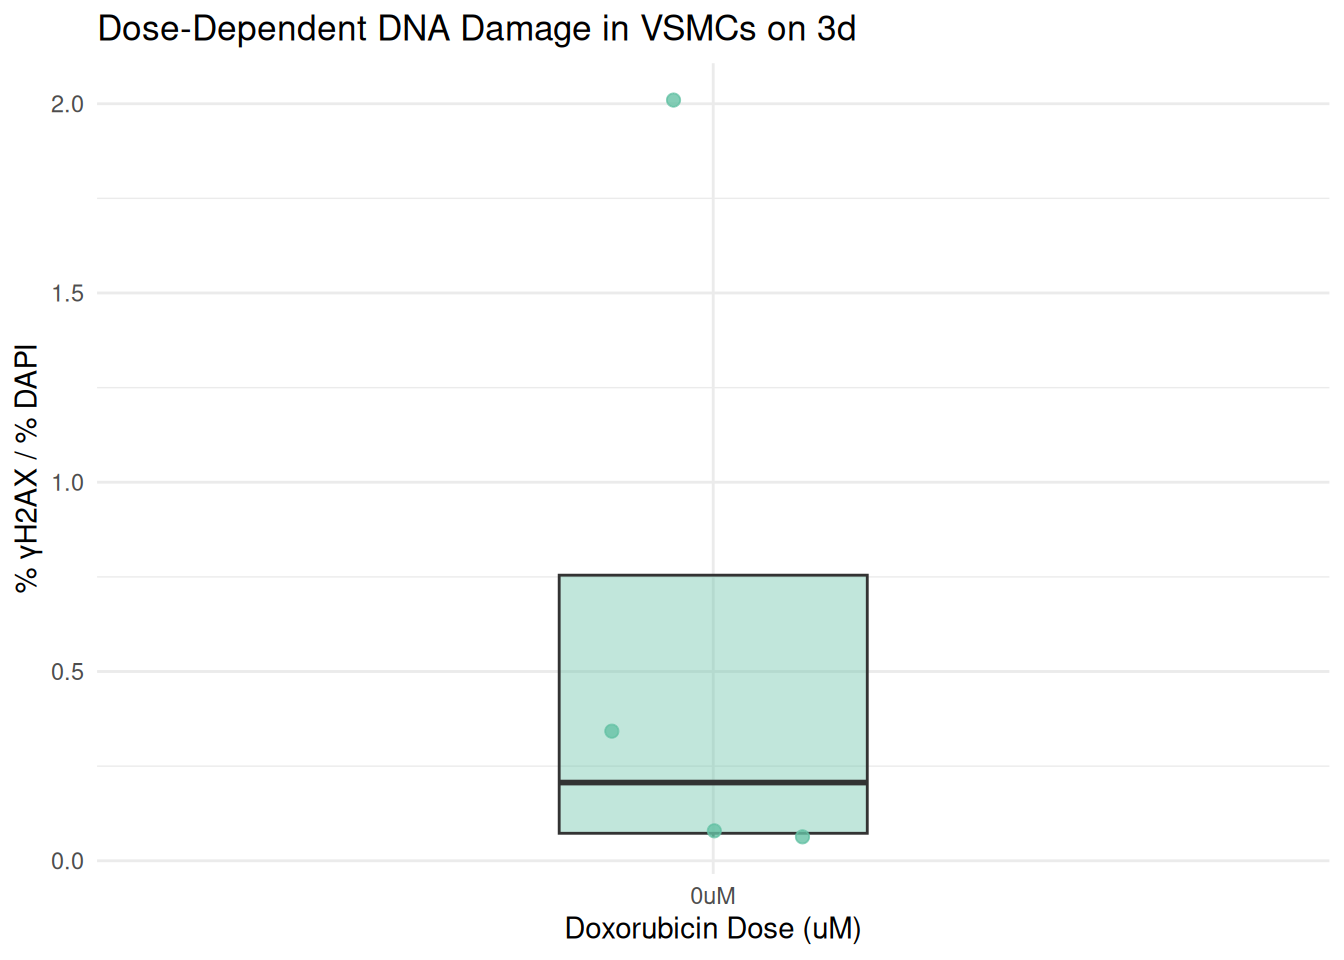 Dose-Dependent DNA Damage in VSMCs on 3d
2.0
1.5
1.0
0.5
0.0
% γH2AX / % DAPI
0uM
Doxorubicin Dose (uM)